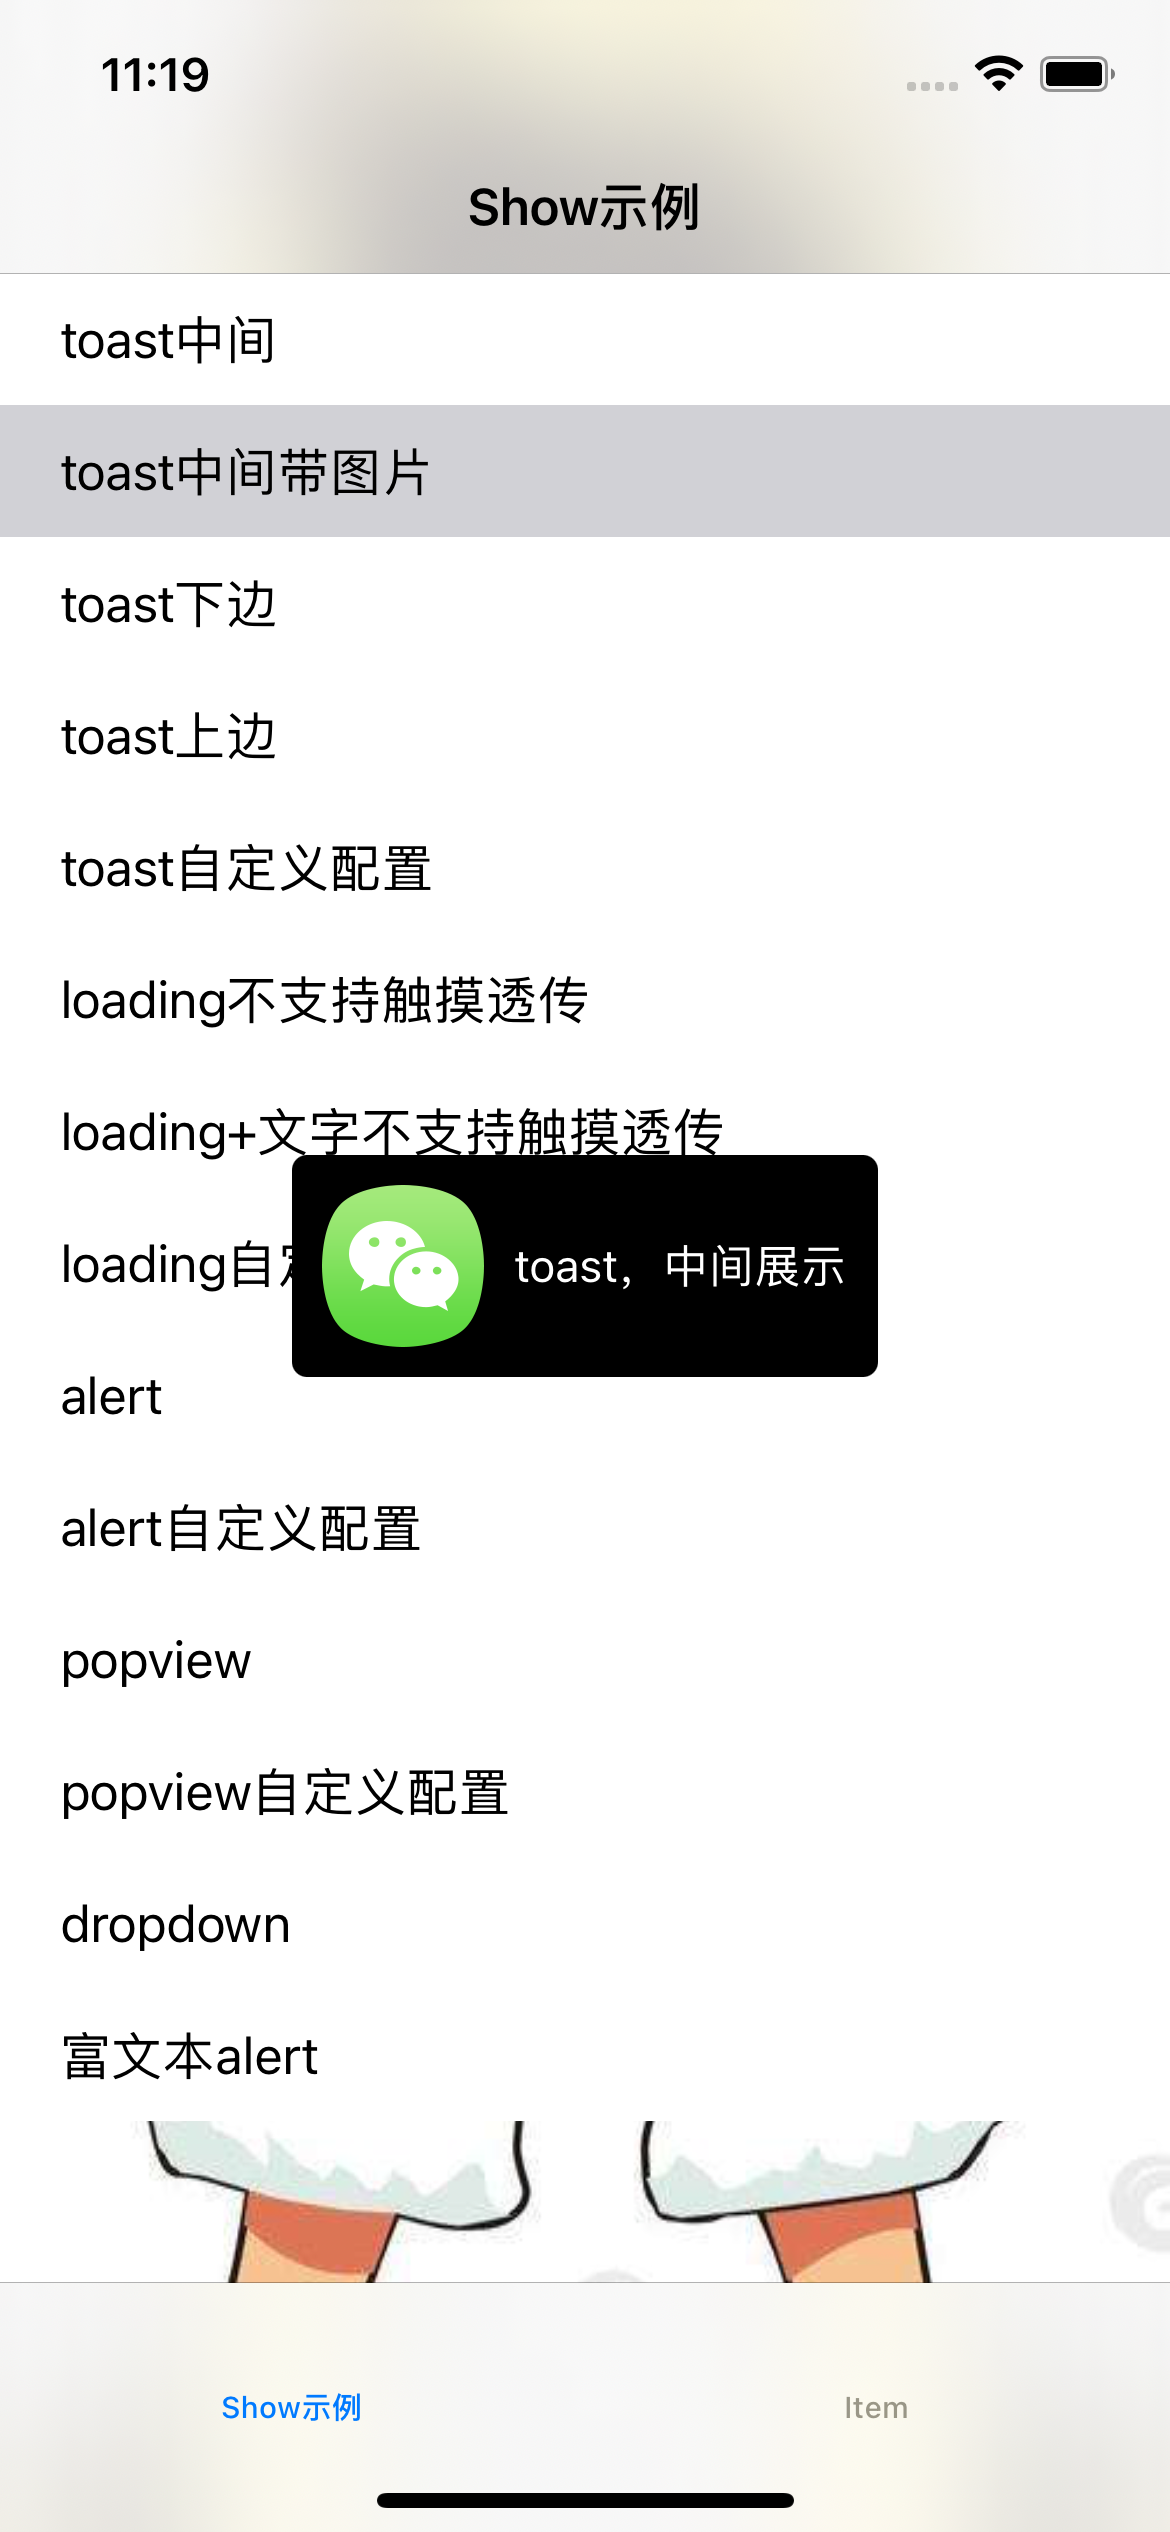 11:19
Show示例
toast中间
toast中间带图片
toast下边
toast上边
toast自定义配置
loading不支持触摸透传
loading+文字不支持触摸透传
loading自定
toast，中间展示
alert
alert自定义配置
popview
popview自定义配置
dropdown
富文本alert
Show示例
Item